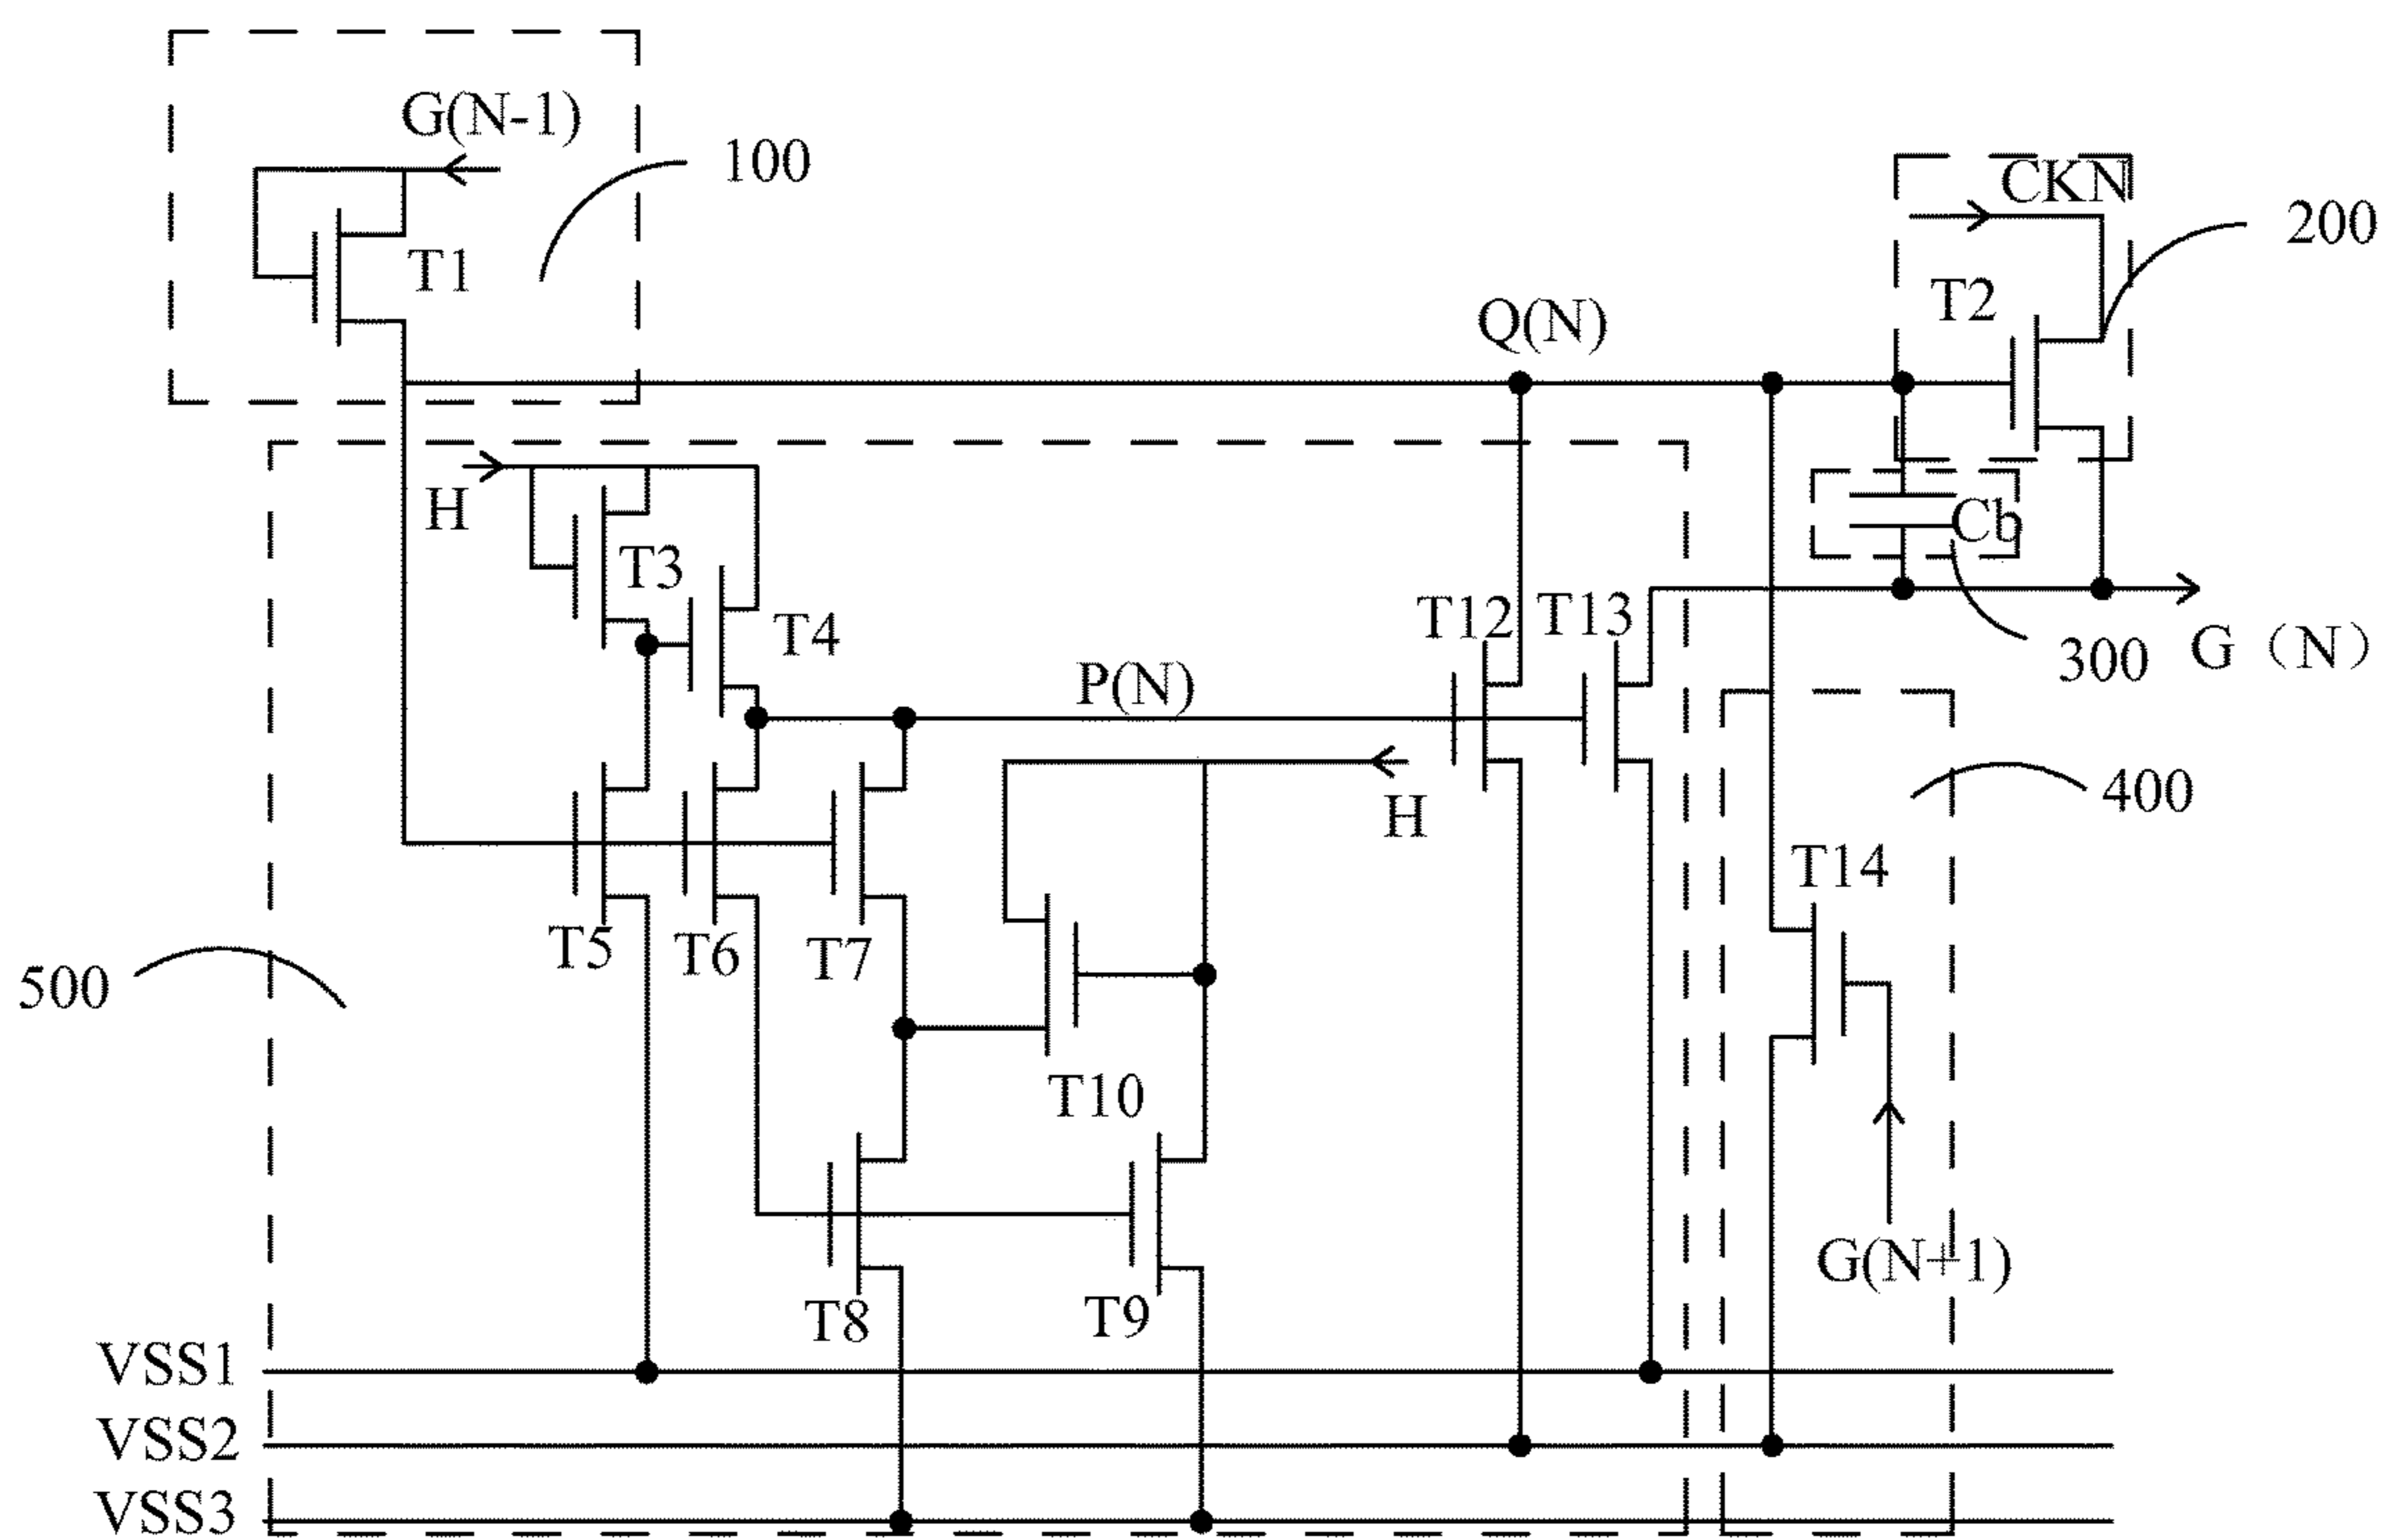 G(N-1)
100
CKN
200
T1
T2
Q(N)
H
Cb
T3
T12
T13
T4
G（N）
300
P(N)
400
H
T14
T5
T6
T7
500
T10
G(N+1)
T8
T9
VSS1
VSS2
VSS3